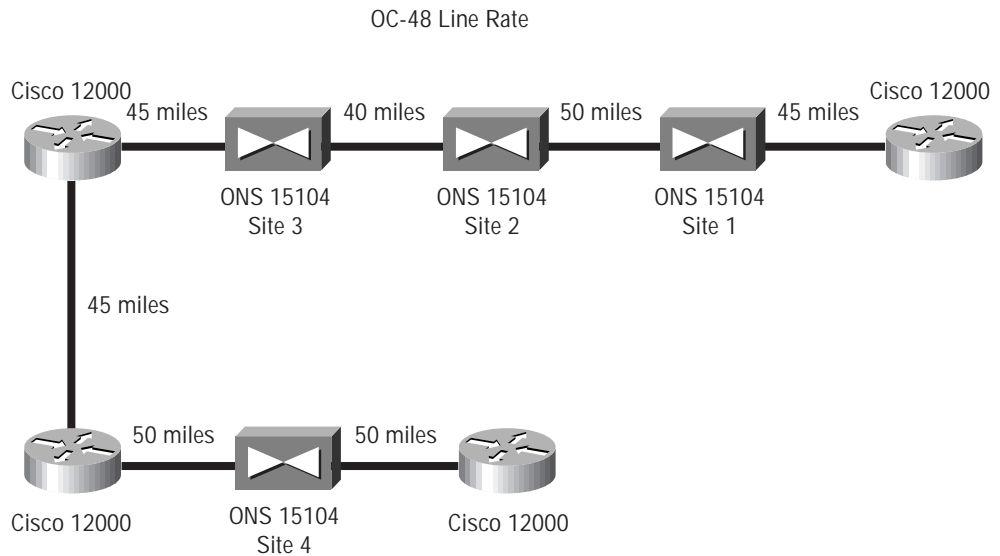 OC-48 Line Rate
Cisco 12000
45 miles
40 miles
50 miles
45 miles
Cisco 12000
ONS 15104
Site 3
ONS 15104
Site 2
ONS 15104
Site 1
45 miles
50 miles
50 miles
Cisco 12000
ONS 15104
Site 4
Cisco 12000